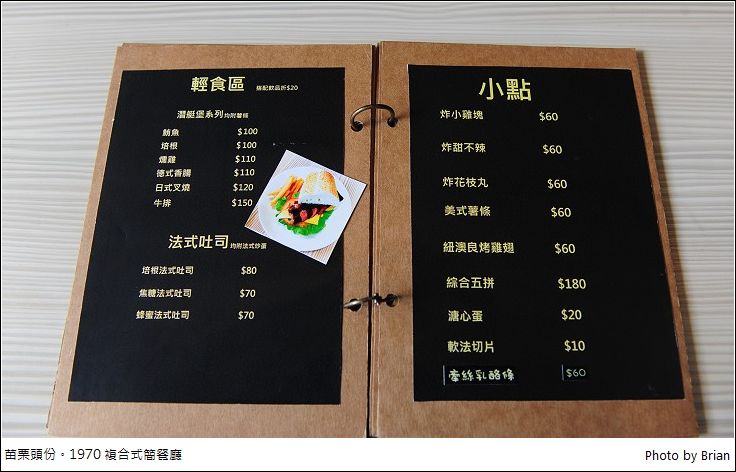 輕食區 搭配飲品折$20
潛艇堡系列均附薯條
鮪魚 $100
培根 $100
燻雞 $110
德式香腸 $110
日式叉燒 $120
牛排 $150
法式吐司均附法式炒蛋
培根法式吐司 $80
焦糖法式吐司 $70
蜂蜜法式吐司 $70
小點
炸小雞塊 $60
炸甜不辣 $60
炸花枝丸 $60
美式薯條 $60
紐澳良烤雞翅 $60
綜合五拼 $180
溏心蛋 $20
軟法切片 $10
牽絲乳酪條 $60
苗栗頭份。1970 複合式簡餐廳
Photo by Brian